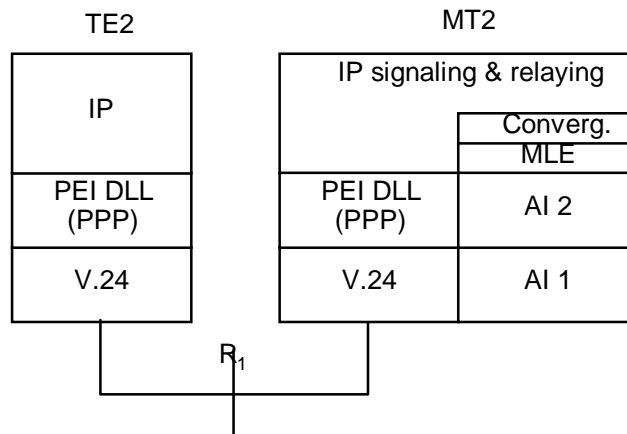 TE2
MT2
IP
IP signaling & relaying
Converg.
MLE
PEI DLL
(PPP)
PEI DLL
(PPP)
AI 2
V.24
V.24
AI 1
R1